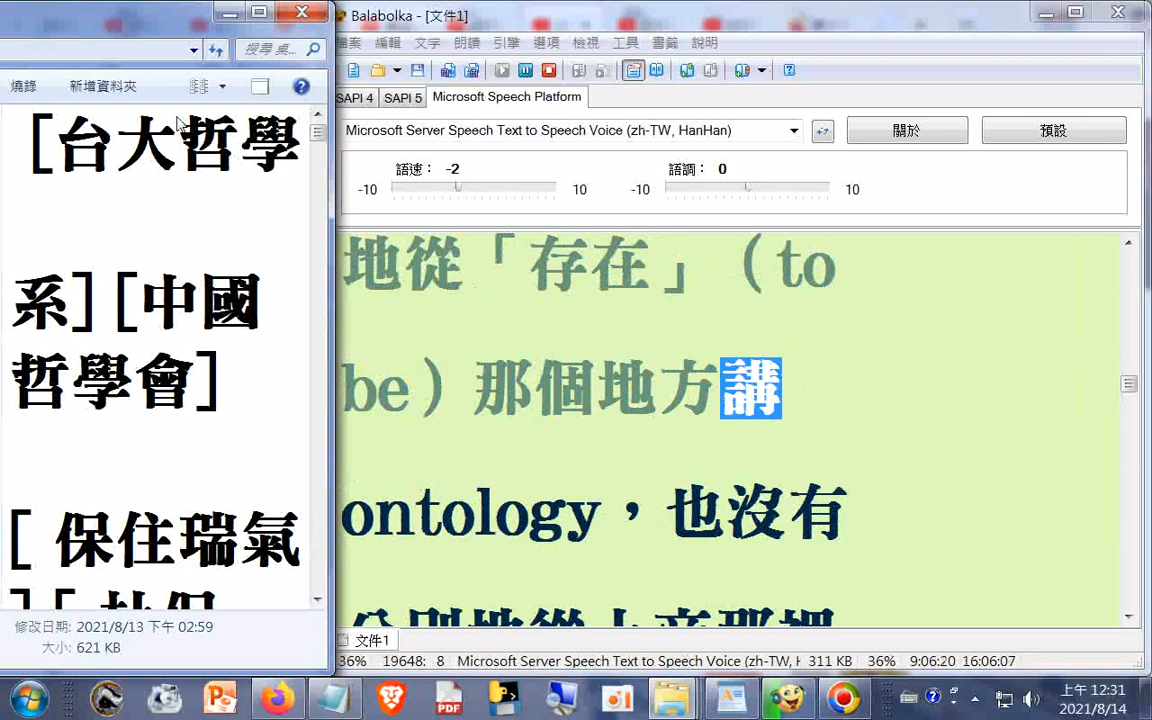 Balabolka - [文件1]
搜尋 桌...
檔案 編輯 文字 朗讀 引擎 選項 檢視 工具 書籤 說明
燒錄 新增資料夾
SAPI 4 SAPI 5 Microsoft Speech Platform
Microsoft Server Speech Text to Speech Voice (zh-TW, HanHan)
關於 預設
語速： -2 語調： 0
-10 10 -10 10
[台大哲學
系][中國
哲學會]
[ 保住瑞氣
地從「存在」（to
be）那個地方講
ontology，也沒有
修改日期: 2021/8/13 下午 02:59
大小: 621 KB
文件1
36% 19648: 8 Microsoft Server Speech Text to Speech Voice (zh-TW, H 311 KB 36% 9:06:20 16:06:07
PDF
上午 12:31
2021/8/14